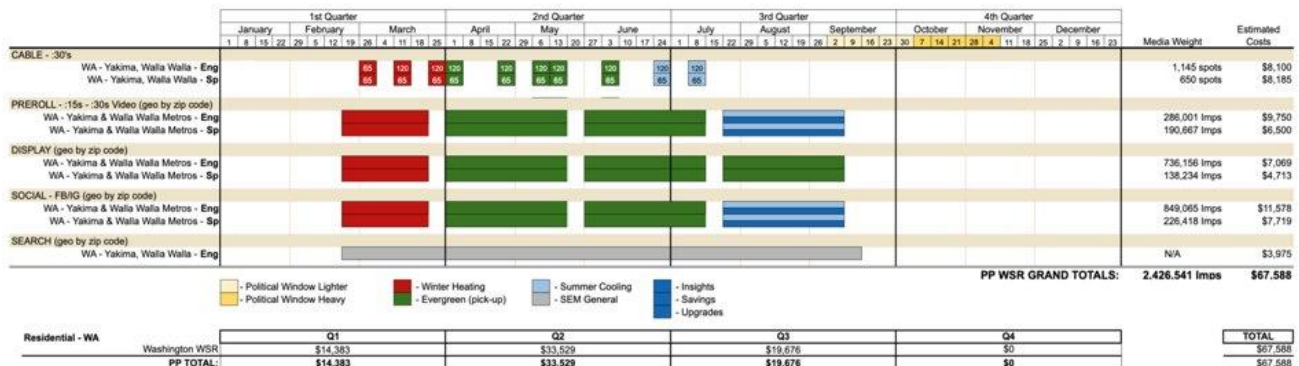 1st Quarter 2nd Quarter 3rd Quarter 4th Quarter
January February March April May June July August September October November December Estimated
1 8 15 22 29 5 12 19 26 4 11 18 25 1 8 15 22 29 6 13 20 27 3 10 17 24 1 8 15 22 29 5 12 19 26 2 9 16 23 30 7 14 21 28 4 11 18 25 2 9 16 23 Media Weight Costs
CABLE - :30's
WA - Yakima, Walla Walla - Eng 65 120 120 120 120 120 120 120 120 120 1,145 spots $8,100
WA - Yakima, Walla Walla - Sp 65 65 65 65 65 65 65 65 65 65 650 spots $8,185
PREROLL - :15s - :30s Video (geo by zip code)
WA - Yakima & Walla Walla Metros - Eng 286,001 Imps $9,750
WA - Yakima & Walla Walla Metros - Sp 190,667 Imps $6,500
DISPLAY (geo by zip code)
WA - Yakima & Walla Walla Metros - Eng 736,156 Imps $7,069
WA - Yakima & Walla Walla Metros - Sp 138,234 Imps $4,713
SOCIAL - FB/IG (geo by zip code)
WA - Yakima & Walla Walla Metros - Eng 849,065 Imps $11,578
WA - Yakima & Walla Walla Metros - Sp 226,418 Imps $7,719
SEARCH (geo by zip code)
WA - Yakima, Walla Walla - Eng N/A $3,975
PP WSR GRAND TOTALS: 2,426,541 Imps $67,588
- Political Window Lighter - Winter Heating - Summer Cooling - Insights
- Political Window Heavy - Evergreen (pick-up) - SEM General - Savings
- Upgrades
Residential - WA Q1 Q2 Q3 Q4 TOTAL
Washington WSR $14,383 $33,529 $19,676 $0 $67,588
PP TOTAL: $14,383 $33,529 $19,676 $0 $67,588